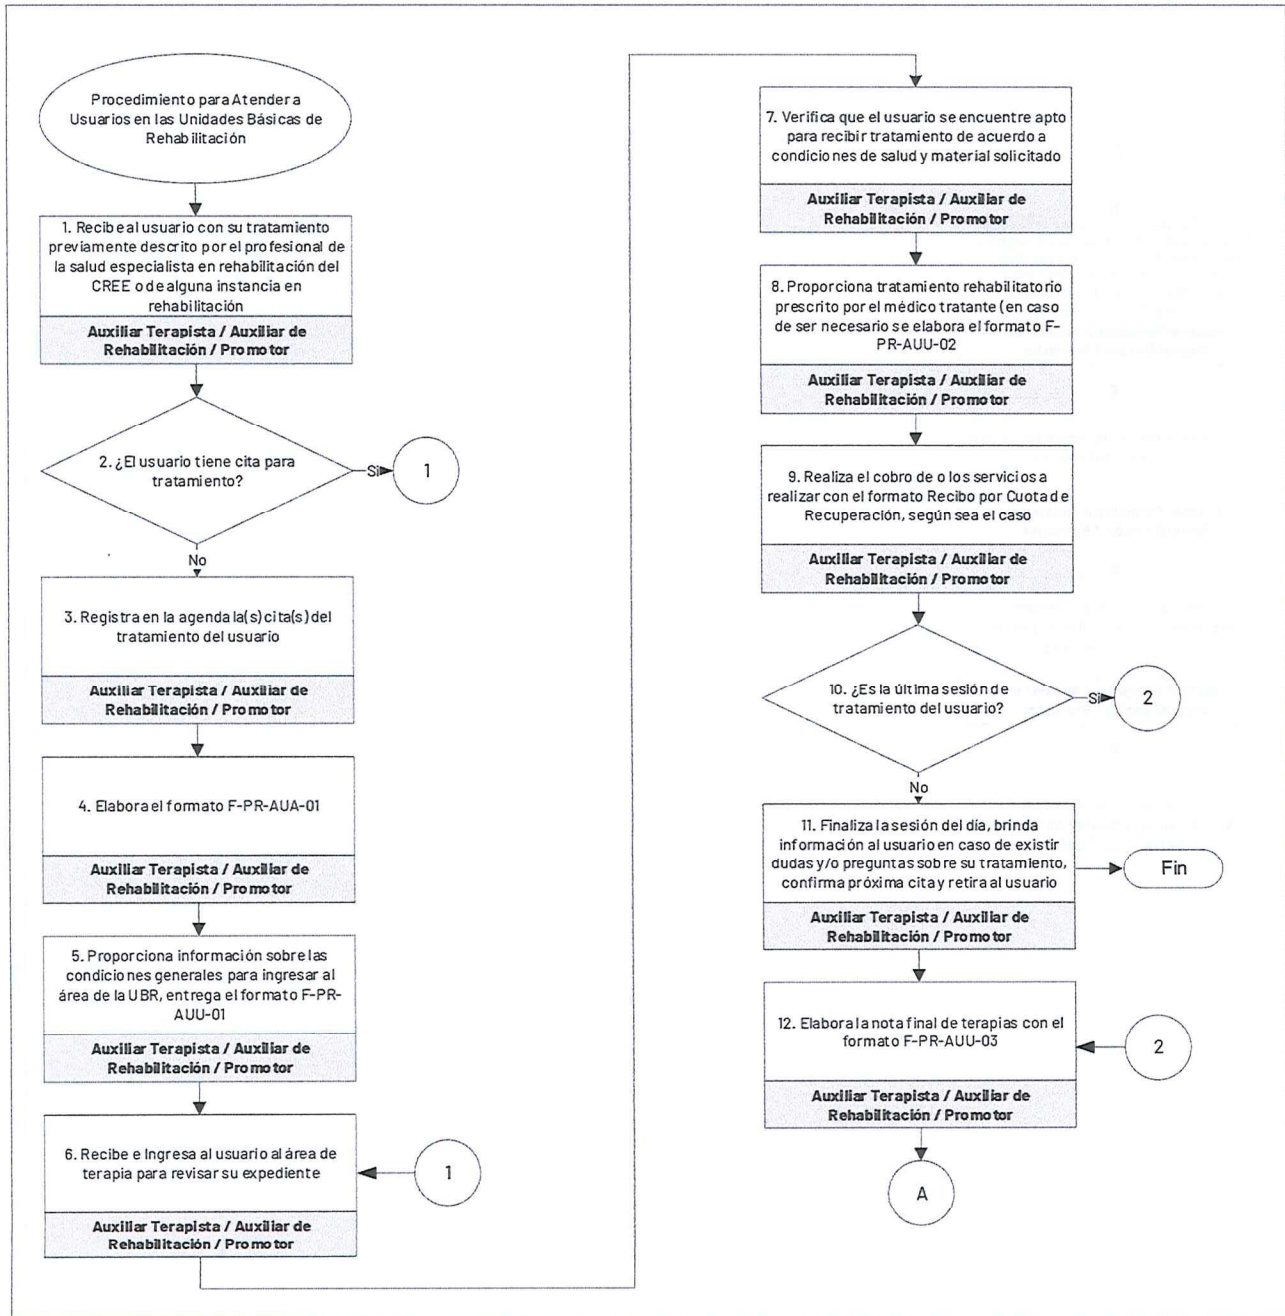 Procedimiento para Atender a
Usuarios en las Unidades Básicas de
Rehabilitación
1. Recibe al usuario con su tratamiento
previamente descrito por el profesional de
la salud especialista en rehabilitación del
CREE o de alguna instancia en
rehabilitación
Auxiliar Terapista / Auxiliar de
Rehabilitación / Promotor
2. ¿El usuario tiene cita para
tratamiento?
Si
1
No
3. Registra en la agenda la(s) cita(s) del
tratamiento del usuario
Auxiliar Terapista / Auxiliar de
Rehabilitación / Promotor
4. Elabora el formato F-PR-AUA-01
Auxiliar Terapista / Auxiliar de
Rehabilitación / Promotor
5. Proporciona información sobre las
condiciones generales para ingresar al
área de la UBR, entrega el formato F-PR-
AUU-01
Auxiliar Terapista / Auxiliar de
Rehabilitación / Promotor
6. Recibe e Ingresa al usuario al área de
terapia para revisar su expediente
1
Auxiliar Terapista / Auxiliar de
Rehabilitación / Promotor
7. Verifica que el usuario se encuentre apto
para recibir tratamiento de acuerdo a
condiciones de salud y material solicitado
Auxiliar Terapista / Auxiliar de
Rehabilitación / Promotor
8. Proporciona tratamiento rehabilitatorio
prescrito por el médico tratante (en caso
de ser necesario se elabora el formato F-
PR-AUU-02
Auxiliar Terapista / Auxiliar de
Rehabilitación / Promotor
9. Realiza el cobro de o los servicios a
realizar con el formato Recibo por Cuota de
Recuperación, según sea el caso
Auxiliar Terapista / Auxiliar de
Rehabilitación / Promotor
10. ¿Es la última sesión de
tratamiento del usuario?
Si
2
No
11. Finaliza la sesión del día, brinda
información al usuario en caso de existir
dudas y/o preguntas sobre su tratamiento,
confirma próxima cita y retira al usuario
Fin
Auxiliar Terapista / Auxiliar de
Rehabilitación / Promotor
12. Elabora la nota final de terapias con el
formato F-PR-AUU-03
2
Auxiliar Terapista / Auxiliar de
Rehabilitación / Promotor
A